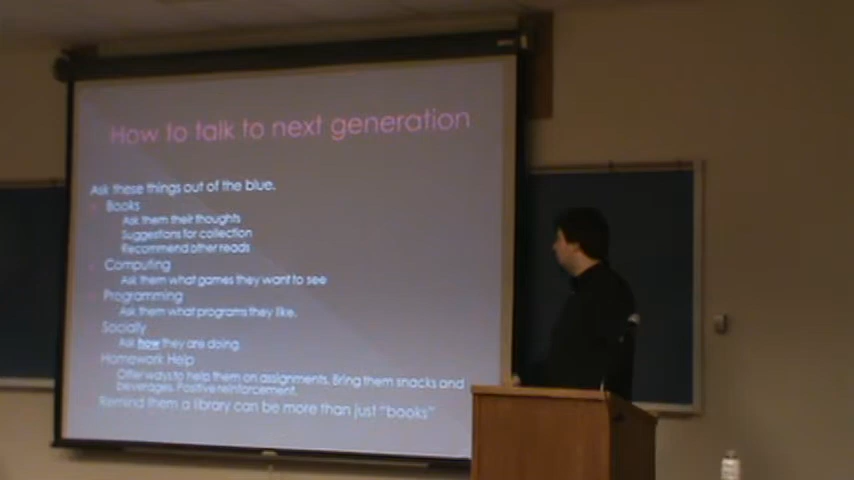 How to talk to next generation
Ask these things out of the blue.
Books
Ask them their thoughts
Suggestions for collection
Recommend other reads
Computing
Ask them what games they want to see
Programming
Ask them what programs they like.
Socially
Ask how they are doing.
Homework Help
Offer ways to help them on assignments. Bring them snacks and
beverages. Positive reinforcement.
Remind them a library can be more than just "books"